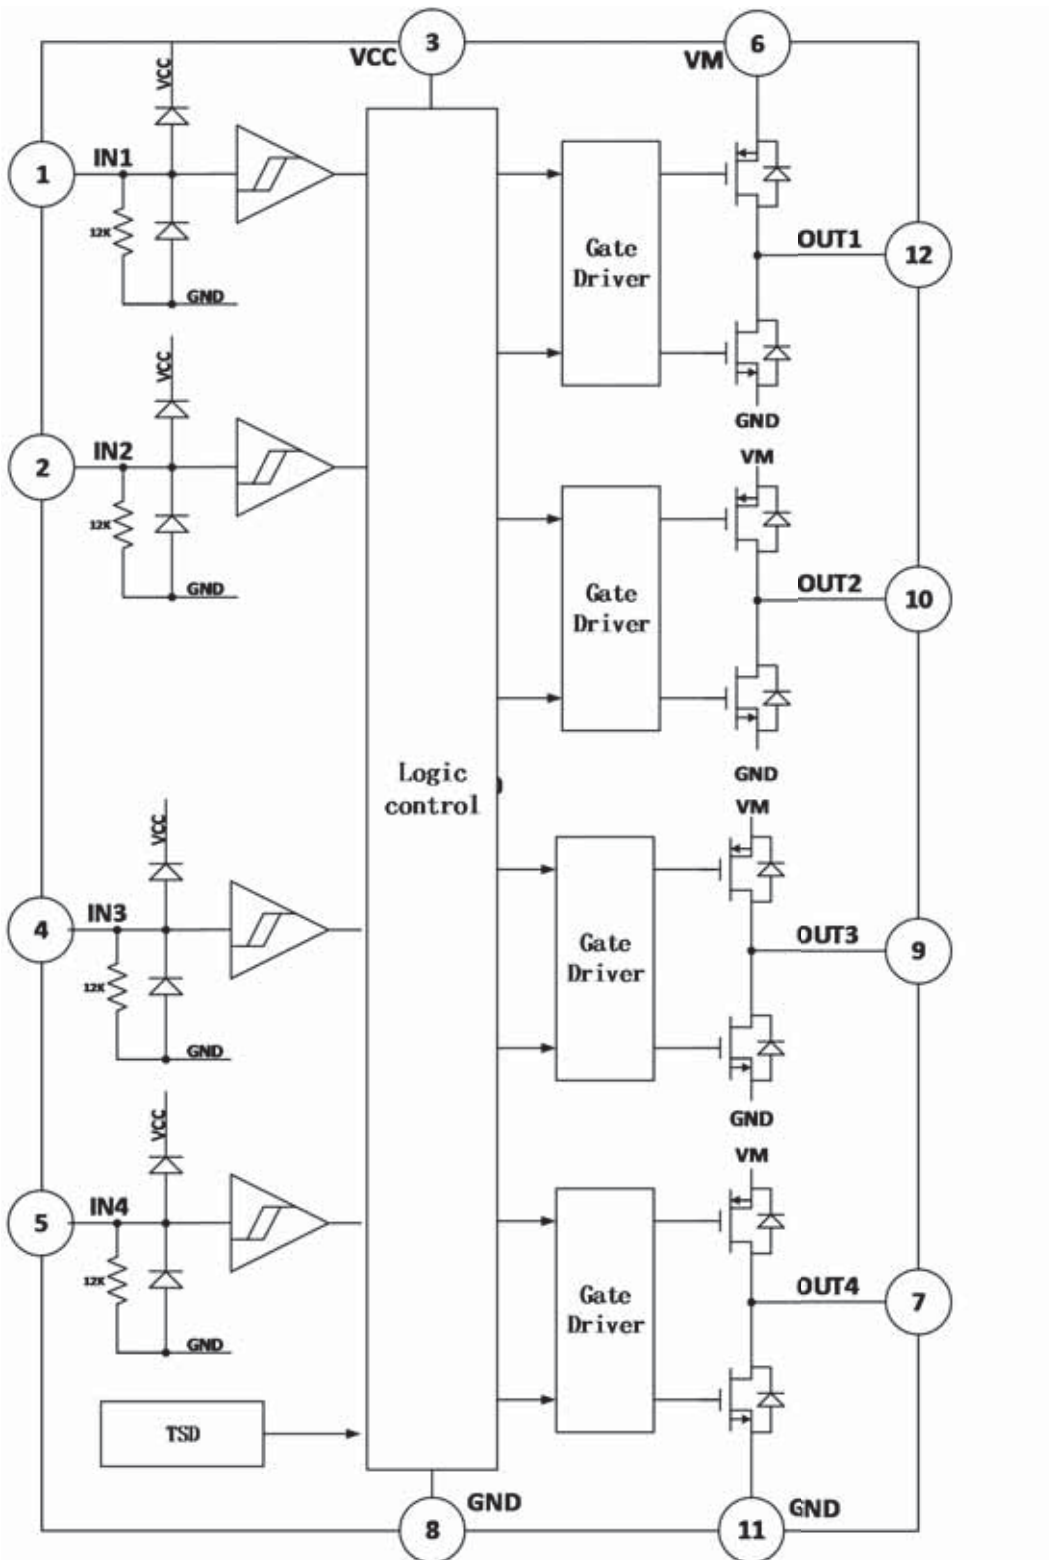 3
6
VCC
VM
VCC
1
IN1
12K
GND
Gate
Driver
OUT1
12
GND
VCC
2
IN2
12K
GND
VM
Gate
Driver
OUT2
10
GND
Logic
control
VM
VCC
4
IN3
12K
GND
Gate
Driver
OUT3
9
GND
VCC
VM
5
IN4
12K
GND
Gate
Driver
OUT4
7
TSD
GND
8
11
GND